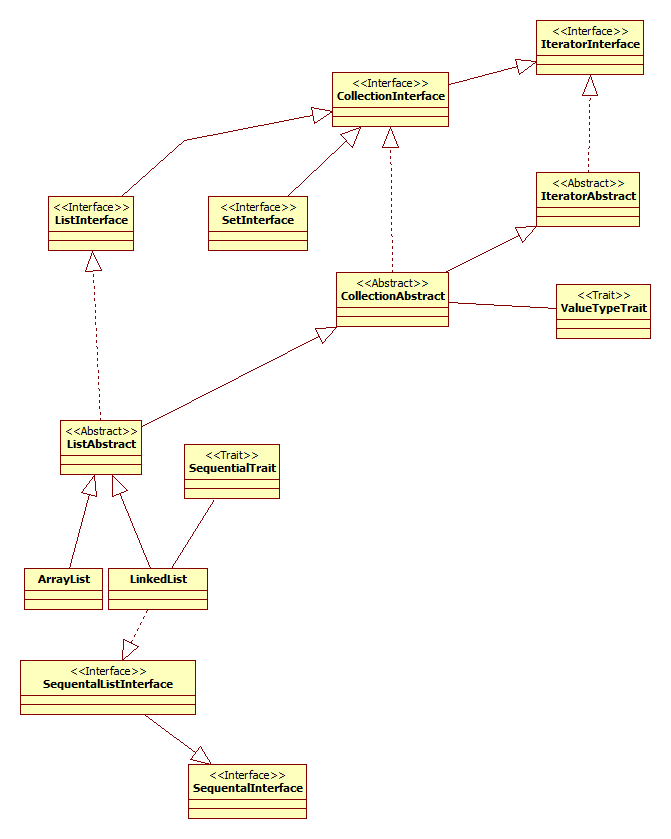 <<Interface>>
IteratorInterface
<<Interface>>
CollectionInterface
<<Abstract>>
IteratorAbstract
<<Interface>>
ListInterface
<<Interface>>
SetInterface
<<Abstract>>
CollectionAbstract
<<Trait>>
ValueTypeTrait
<<Abstract>>
ListAbstract
<<Trait>>
SequentialTrait
ArrayList
LinkedList
<<Interface>>
SequentalListInterface
<<Interface>>
SequentalInterface